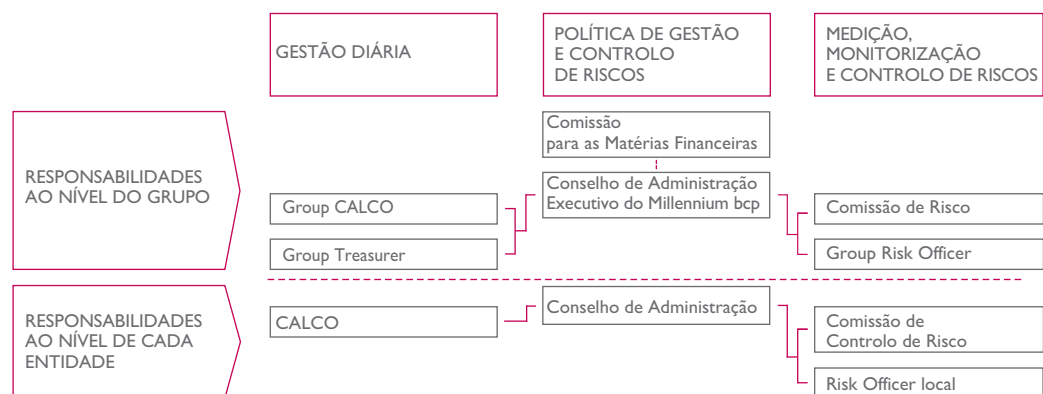 GESTÃO DIÁRIA
POLÍTICA DE GESTÃO
E CONTROLO
DE RISCOS
MEDIÇÃO,
MONITORIZAÇÃO
E CONTROLO DE RISCOS
RESPONSABILIDADES
AO NÍVEL DO GRUPO
Comissão
para as Matérias Financeiras
Conselho de Administração
Executivo do Millennium bcp
Group CALCO
Group Treasurer
Comissão de Risco
Group Risk Officer
RESPONSABILIDADES
AO NÍVEL DE CADA
ENTIDADE
CALCO
Conselho de Administração
Comissão de
Controlo de Risco
Risk Officer local